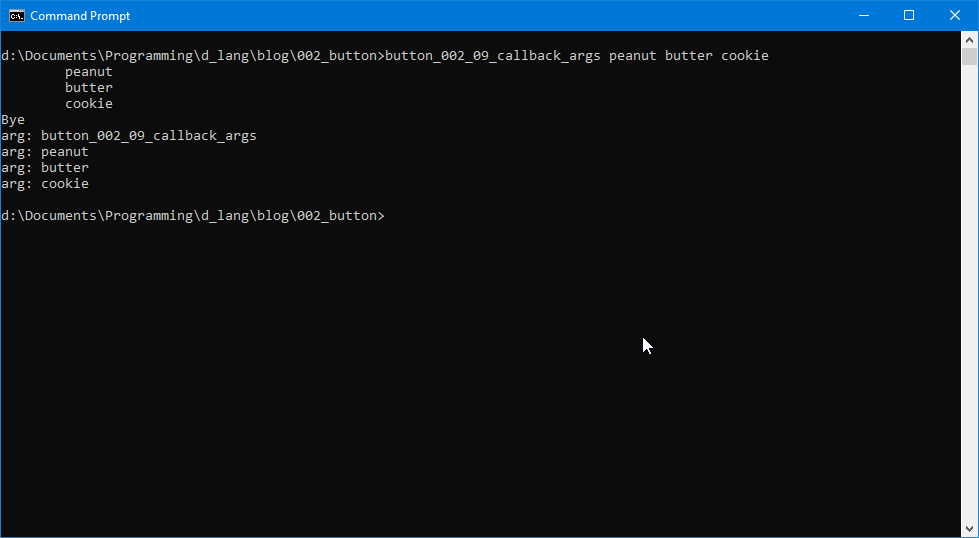 Command Prompt
d:\Documents\Programming\d_lang\blog\002_button>button_002_09_callback_args peanut butter cookie
peanut
butter
cookie
Bye
arg: button_002_09_callback_args
arg: peanut
arg: butter
arg: cookie
d:\Documents\Programming\d_lang\blog\002_button>